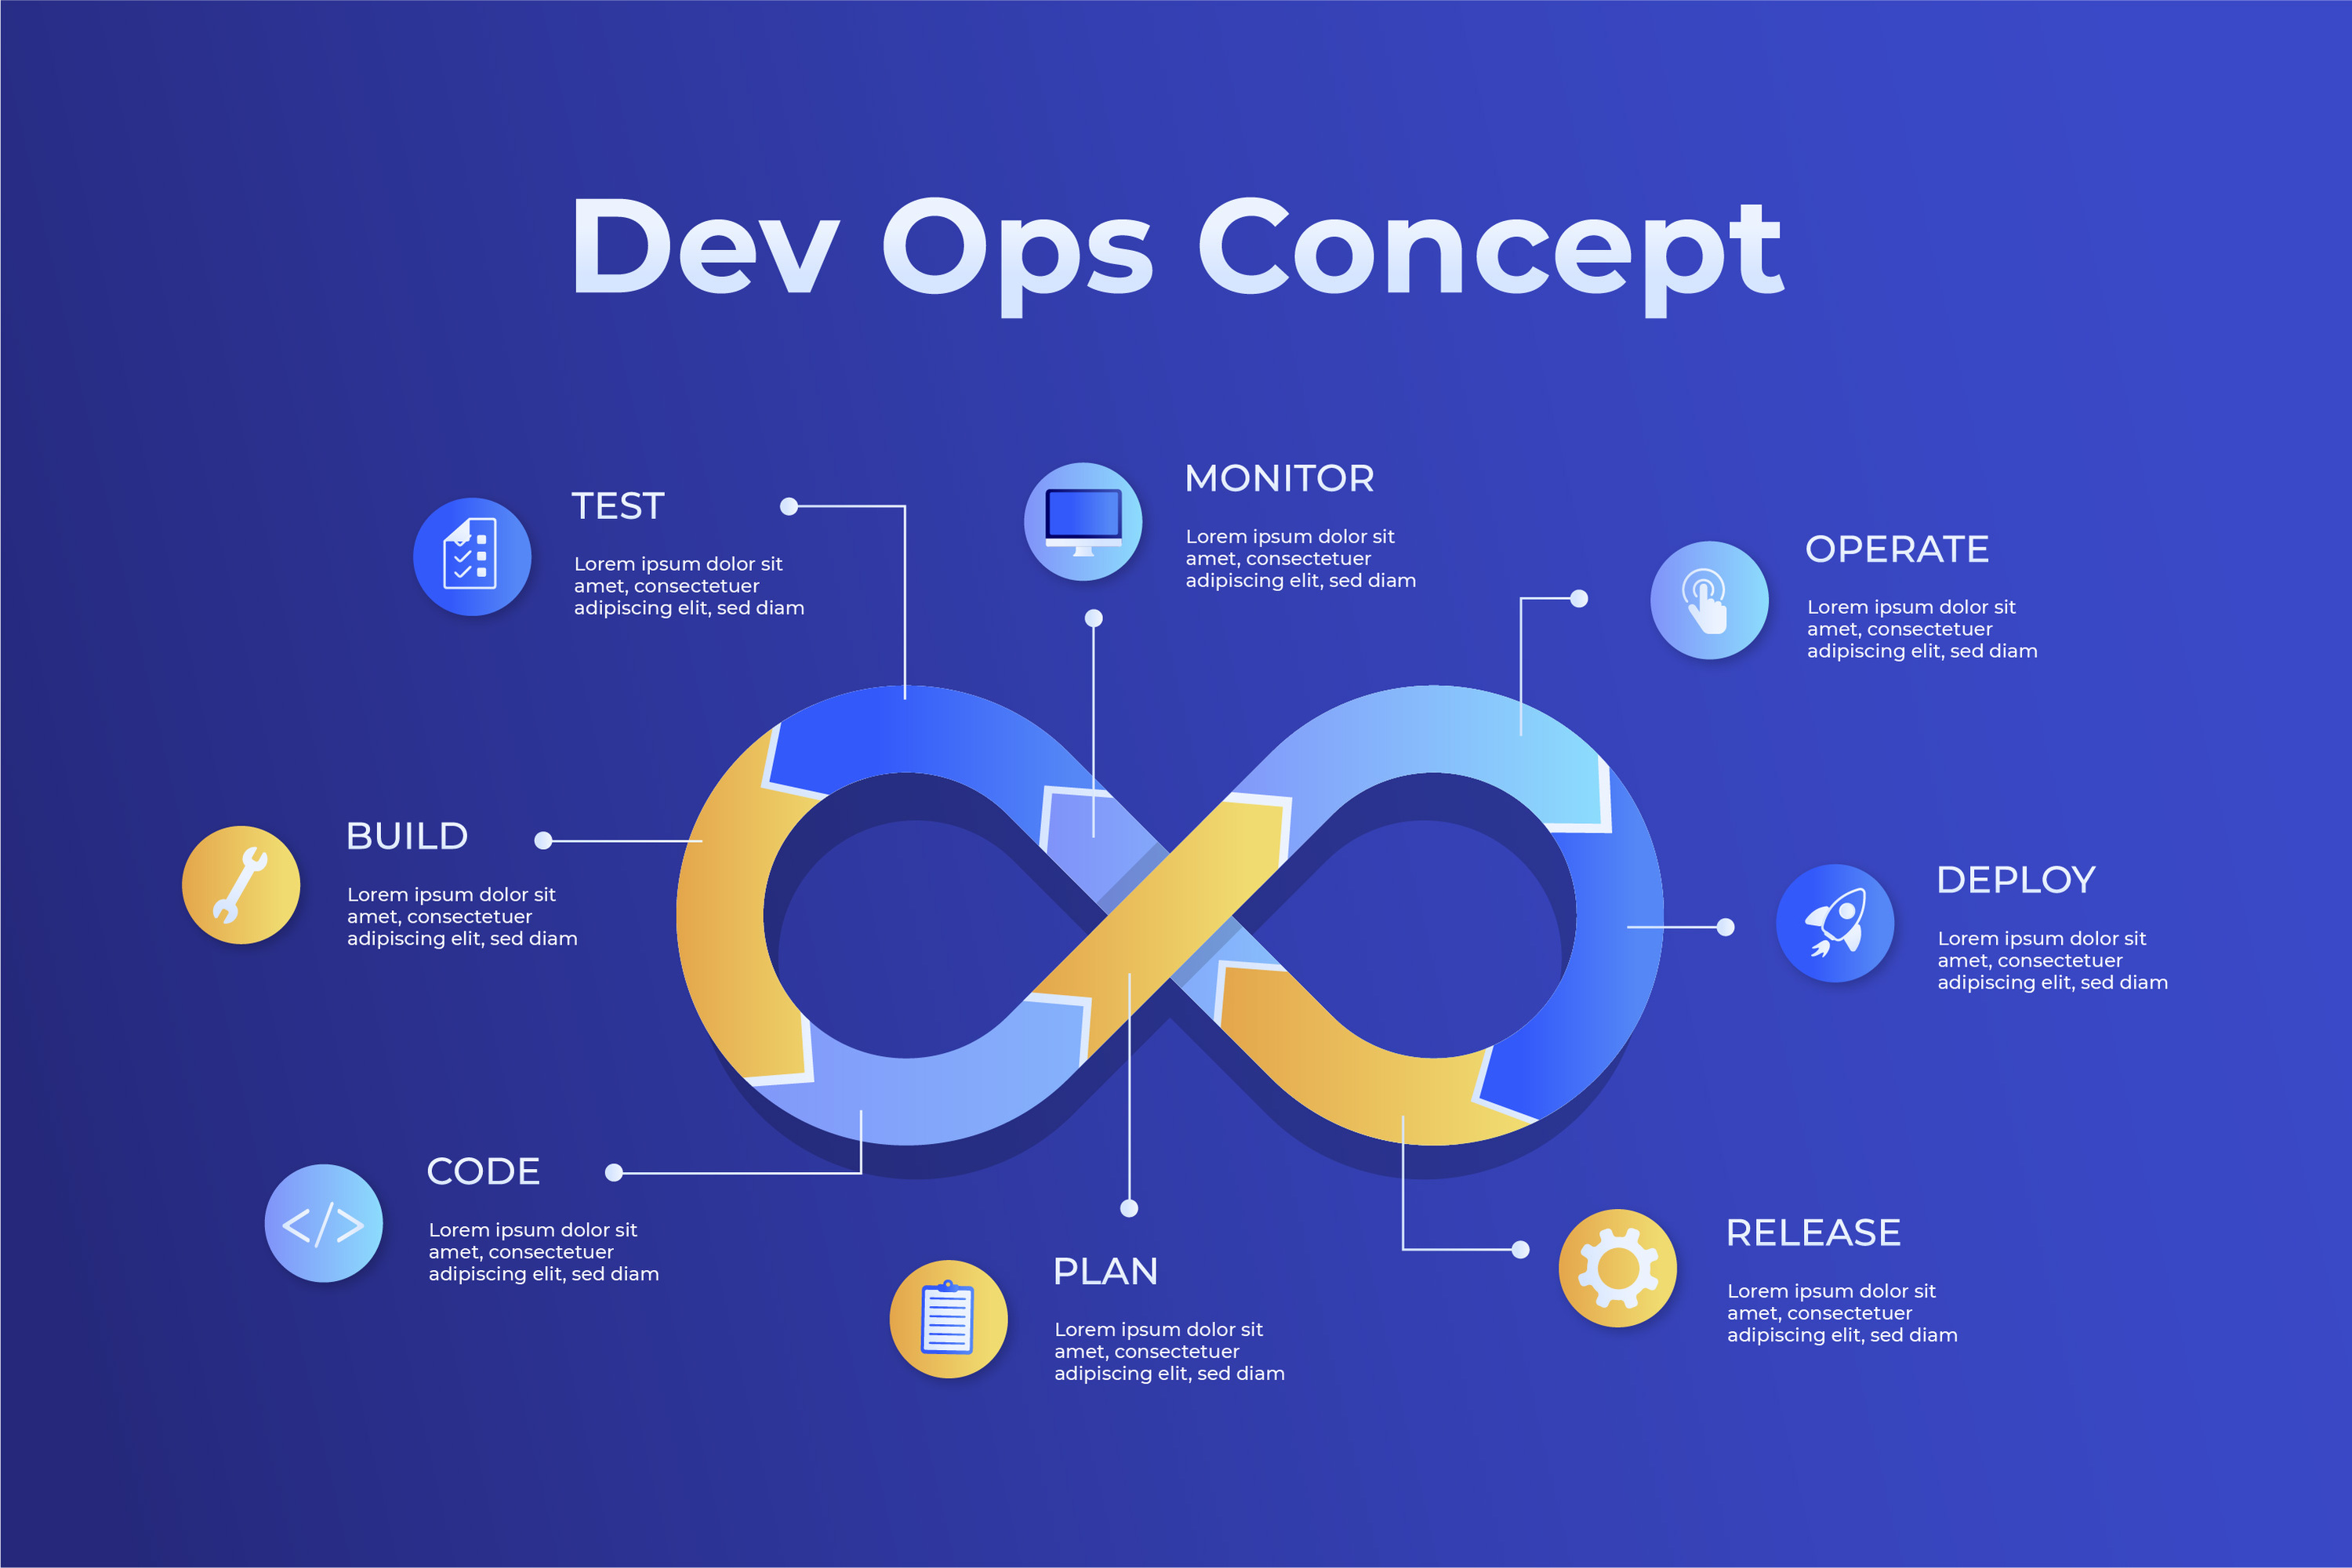 Dev Ops Concept
TEST
Lorem ipsum dolor sit
amet, consectetuer
adipiscing elit, sed diam
MONITOR
Lorem ipsum dolor sit
amet, consectetuer
adipiscing elit, sed diam
OPERATE
Lorem ipsum dolor sit
amet, consectetuer
adipiscing elit, sed diam
BUILD
Lorem ipsum dolor sit
amet, consectetuer
adipiscing elit, sed diam
DEPLOY
Lorem ipsum dolor sit
amet, consectetuer
adipiscing elit, sed diam
CODE
Lorem ipsum dolor sit
amet, consectetuer
adipiscing elit, sed diam
PLAN
Lorem ipsum dolor sit
amet, consectetuer
adipiscing elit, sed diam
RELEASE
Lorem ipsum dolor sit
amet, consectetuer
adipiscing elit, sed diam